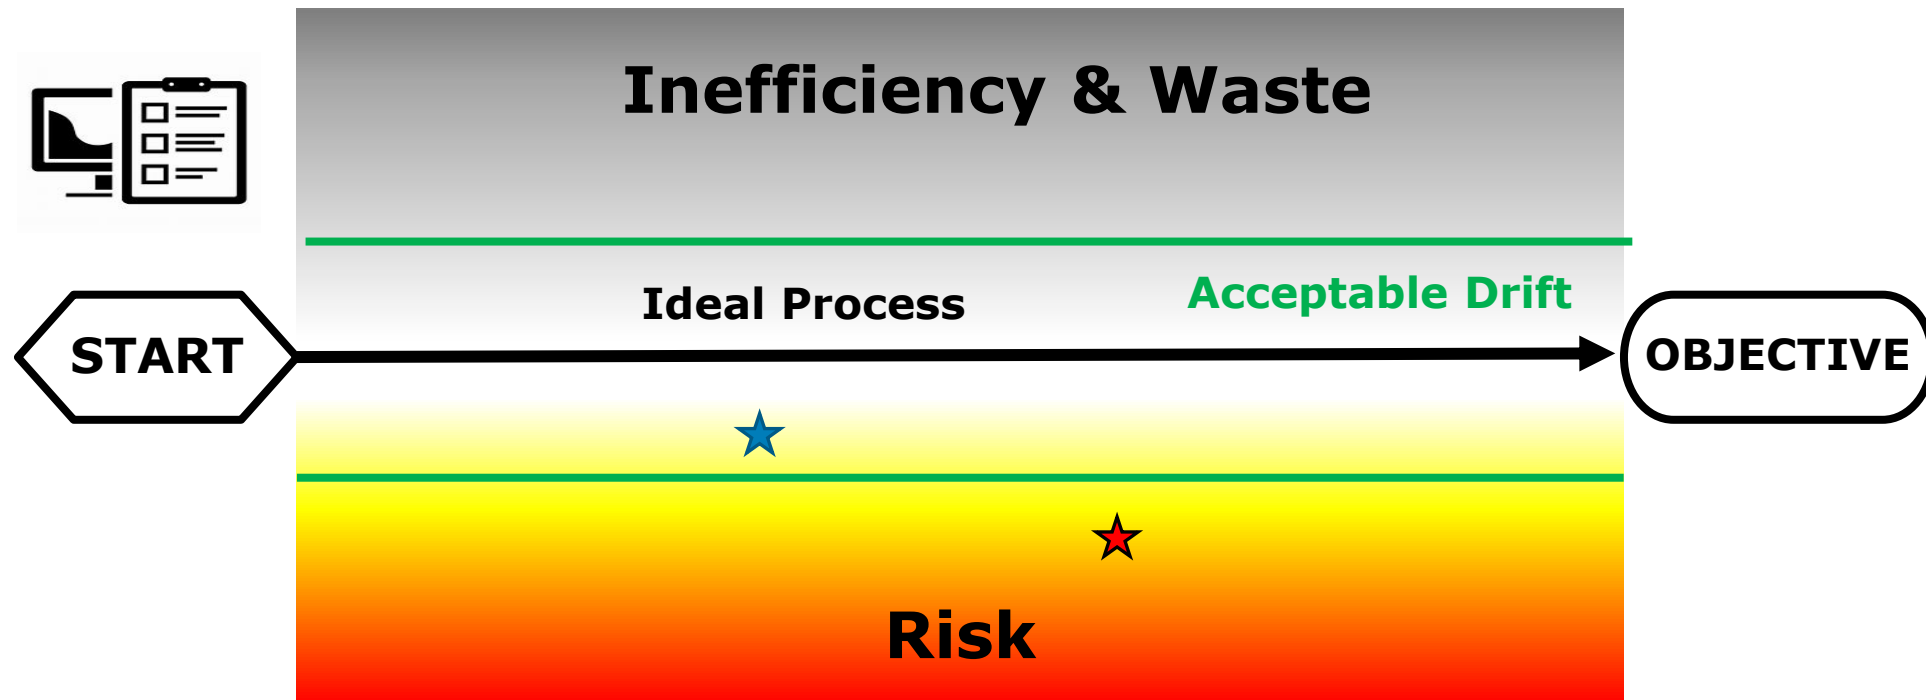 Inefficiency & Waste
Ideal Process
Acceptable Drift
START
OBJECTIVE
Risk